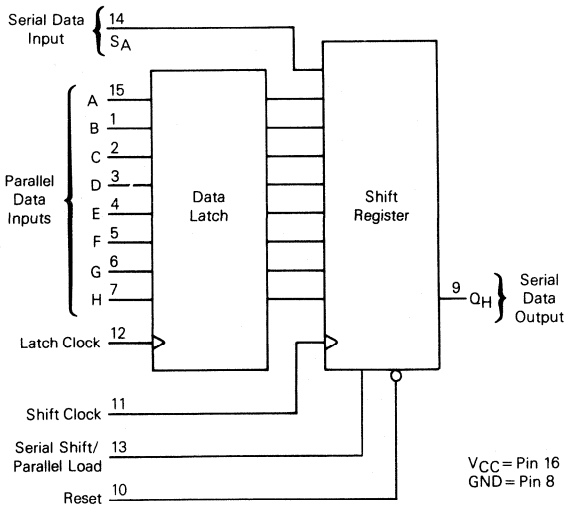 Serial Data
Input
14
SA
Parallel
Data
Inputs
A 15
B 1
C 2
D 3
E 4
F 5
G 6
H 7
Data
Latch
Shift
Register
9
QH
Serial
Data
Output
Latch Clock 12
Shift Clock 11
Serial Shift/
Parallel Load 13
Reset 10
VCC = Pin 16
GND = Pin 8